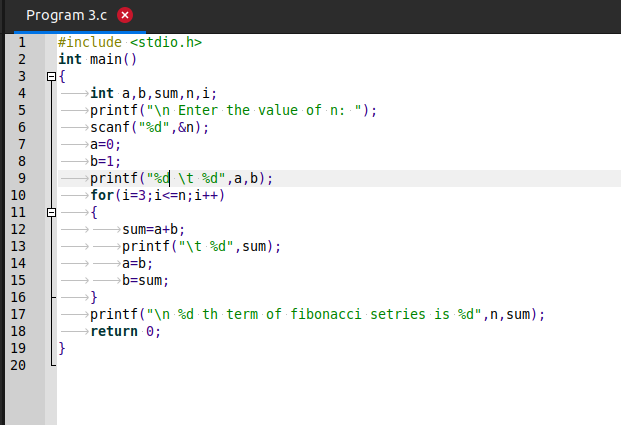 Program 3.c
1 #include <stdio.h>
2 int main()
3 {
4 int a,b,sum,n,i;
5 printf("\n Enter the value of n: ");
6 scanf("%d",&n);
7 a=0;
8 b=1;
9 printf("%d \t %d",a,b);
10 for(i=3;i<=n;i++)
11 {
12 sum=a+b;
13 printf("\t %d",sum);
14 a=b;
15 b=sum;
16 }
17 printf("\n %d th term of fibonacci setries is %d",n,sum);
18 return 0;
19 }
20